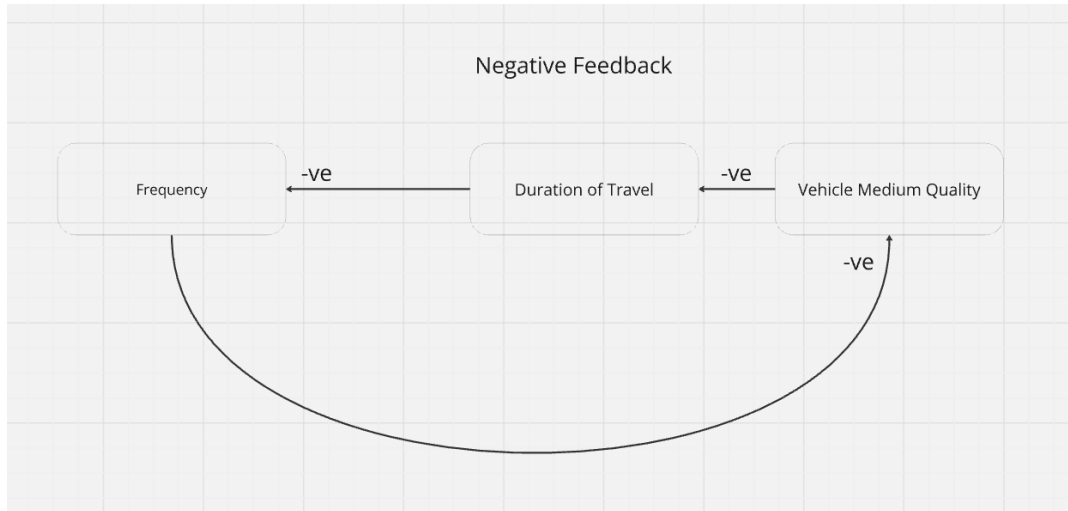 Negative Feedback
Frequency
-ve
Duration of Travel
-ve
Vehicle Medium Quality
-ve